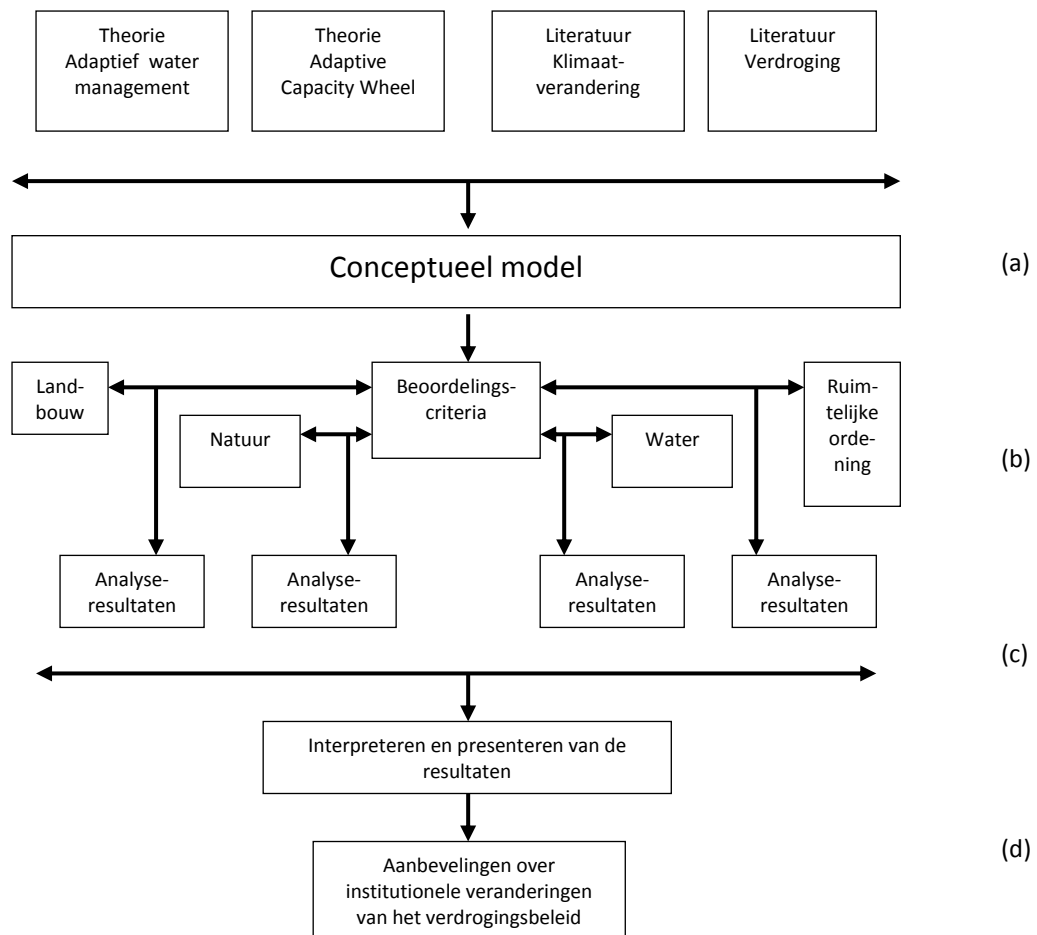 Theorie
Adaptief water
management
Theorie
Adaptive
Capacity Wheel
Literatuur
Klimaat-
verandering
Literatuur
Verdroging
Conceptueel model
(a)
Land-
bouw
Natuur
Beoordelings-
criteria
Water
Ruim-
telijke
orde-
ning
(b)
Analyse-
resultaten
Analyse-
resultaten
Analyse-
resultaten
Analyse-
resultaten
(c)
Interpreteren en presenteren van de
resultaten
Aanbevelingen over
institutionele veranderingen
van het verdrogingsbeleid
(d)